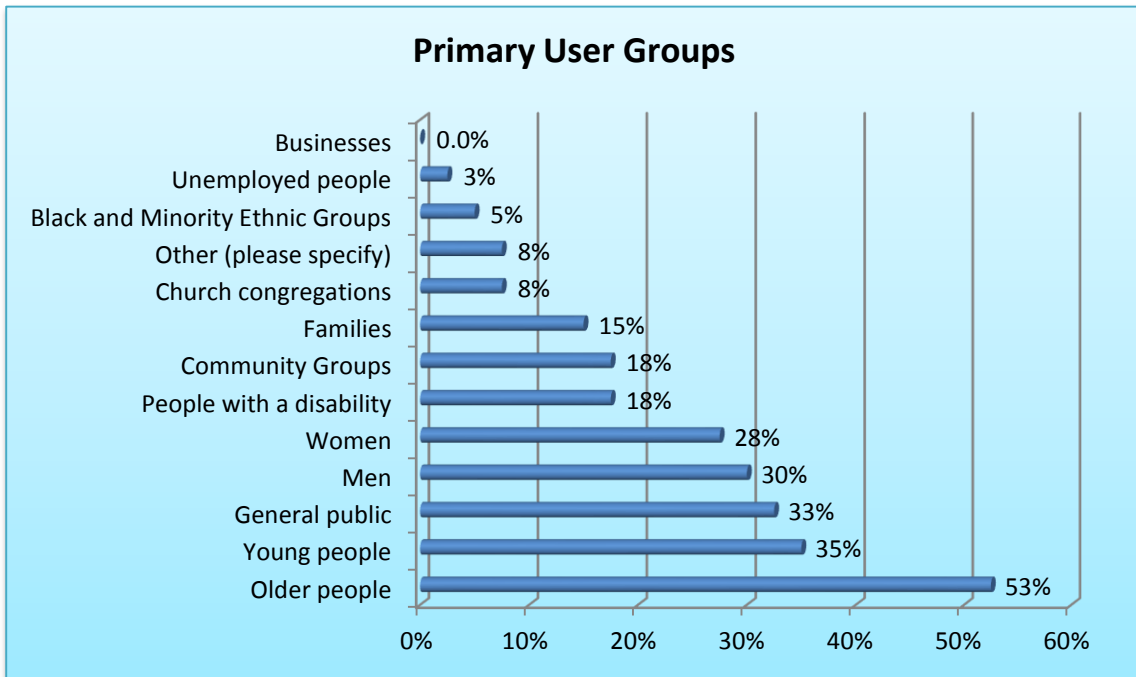 Primary User Groups
Businesses 0.0%
Unemployed people 3%
Black and Minority Ethnic Groups 5%
Other (please specify) 8%
Church congregations 8%
Families 15%
Community Groups 18%
People with a disability 18%
Women 28%
Men 30%
General public 33%
Young people 35%
Older people 53%
0% 10% 20% 30% 40% 50% 60%